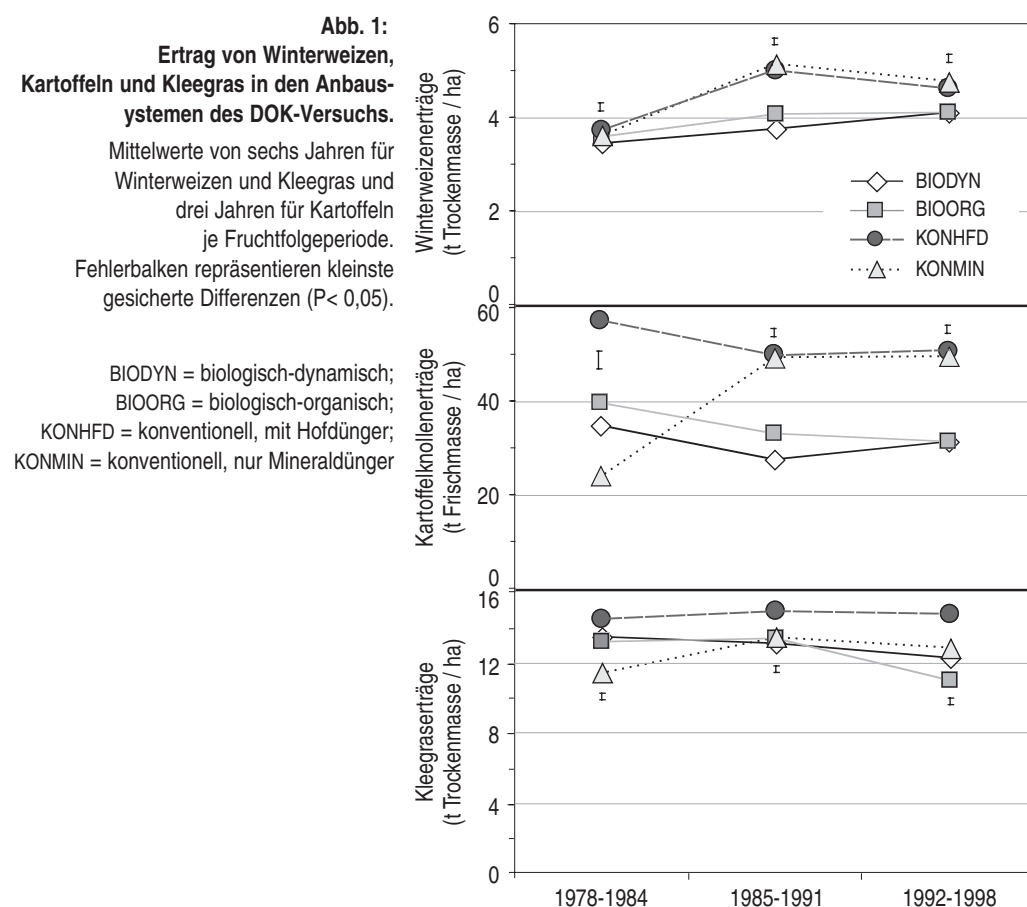 Abb. 1:
Ertrag von Winterweizen,
Kartoffeln und Kleegras in den Anbaus-
ystemen des DOK-Versuchs.
Mittelwerte von sechs Jahren für
Winterweizen und Kleegras und
drei Jahren für Kartoffeln
je Fruchtfolgeperiode.
Fehlerbalken repräsentieren kleinste
gesicherte Differenzen (P< 0,05).
BIODYN = biologisch-dynamisch;
BIOORG = biologisch-organisch;
KONHFD = konventionell, mit Hofdünger;
KONMIN = konventionell, nur Mineraldünger
Winterweizenerträge
(t Trockenmasse / ha)
6
4
2
0
BIODYN
BIOORG
KONHFD
KONMIN
Kartoffelknollenerträge
(t Frischmasse / ha)
60
40
20
0
Kleegraserträge
(t Trockenmasse / ha)
16
12
8
4
0
1978-1984
1985-1991
1992-1998